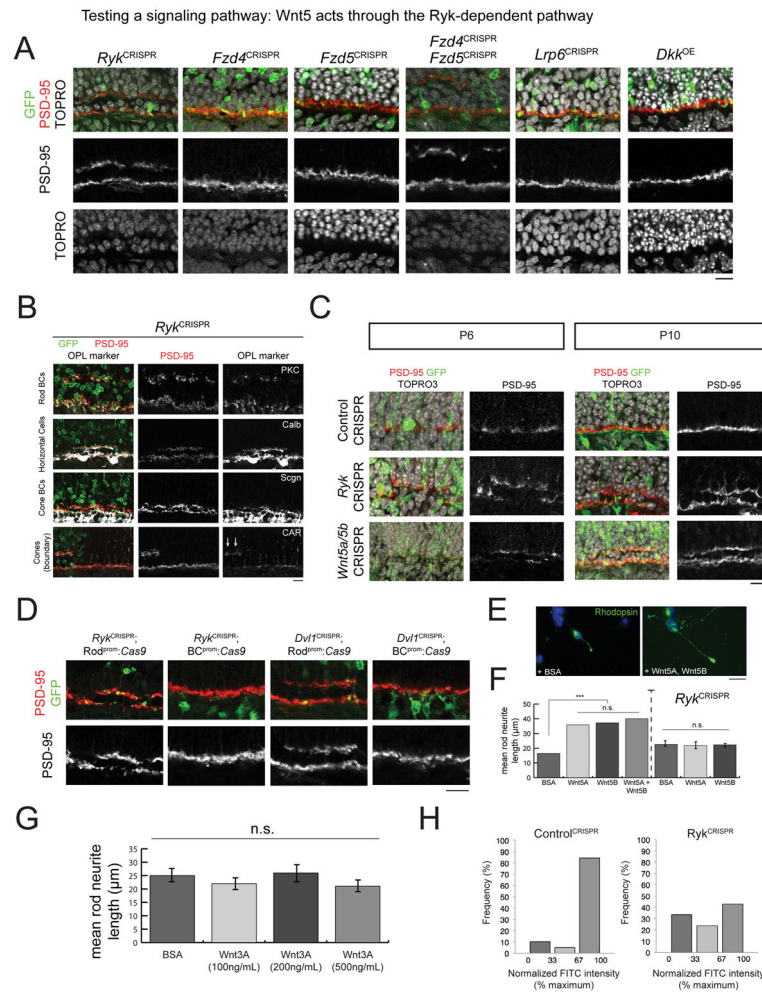 Testing a signaling pathway: Wnt5 acts through the Ryk-dependent pathway
A
RykCRISPR
Fzd4CRISPR
Fzd5CRISPR
Fzd4CRISPR
Fzd5CRISPR
Lrp6CRISPR
DkkOE
GFP
PSD-95
TOPRO
PSD-95
TOPRO
B
RykCRISPR
GFP PSD-95
OPL marker
PSD-95
OPL marker
Rod BCs
PKC
Horizontal Cells
Calb
Cone BCs
Scgn
Cones
(boundary)
CAR
C
P6
P10
PSD-95 GFP
TOPRO3
PSD-95
PSD-95 GFP
TOPRO3
PSD-95
Control
CRISPR
Ryk
CRISPR
Wnt5a/5b
CRISPR
D
RykCRISPR;
Rodprom:Cas9
RykCRISPR;
BCprom:Cas9
Dvl1CRISPR;
Rodprom:Cas9
Dvl1CRISPR;
BCprom:Cas9
PSD-95
GFP
PSD-95
E
Rhodopsin
+ BSA
+ Wnt5A, Wnt5B
F
RykCRISPR
mean rod neurite
length (μm)
50
40
30
20
10
0
***
n.s.
n.s.
BSA
Wnt5A
Wnt5B
Wnt5A +
Wnt5B
BSA
Wnt5A
Wnt5B
G
n.s.
mean rod neurite
length (μm)
35
30
25
20
15
10
5
0
BSA
Wnt3A
(100ng/mL)
Wnt3A
(200ng/mL)
Wnt3A
(500ng/mL)
H
ControlCRISPR
Frequency (%)
100
90
80
70
60
50
40
30
20
10
0
0 33 67 100
Normalized FITC intensity
(% maximum)
RykCRISPR
Frequency (%)
100
90
80
70
60
50
40
30
20
10
0
0 33 67 100
Normalized FITC intensity
(% maximum)